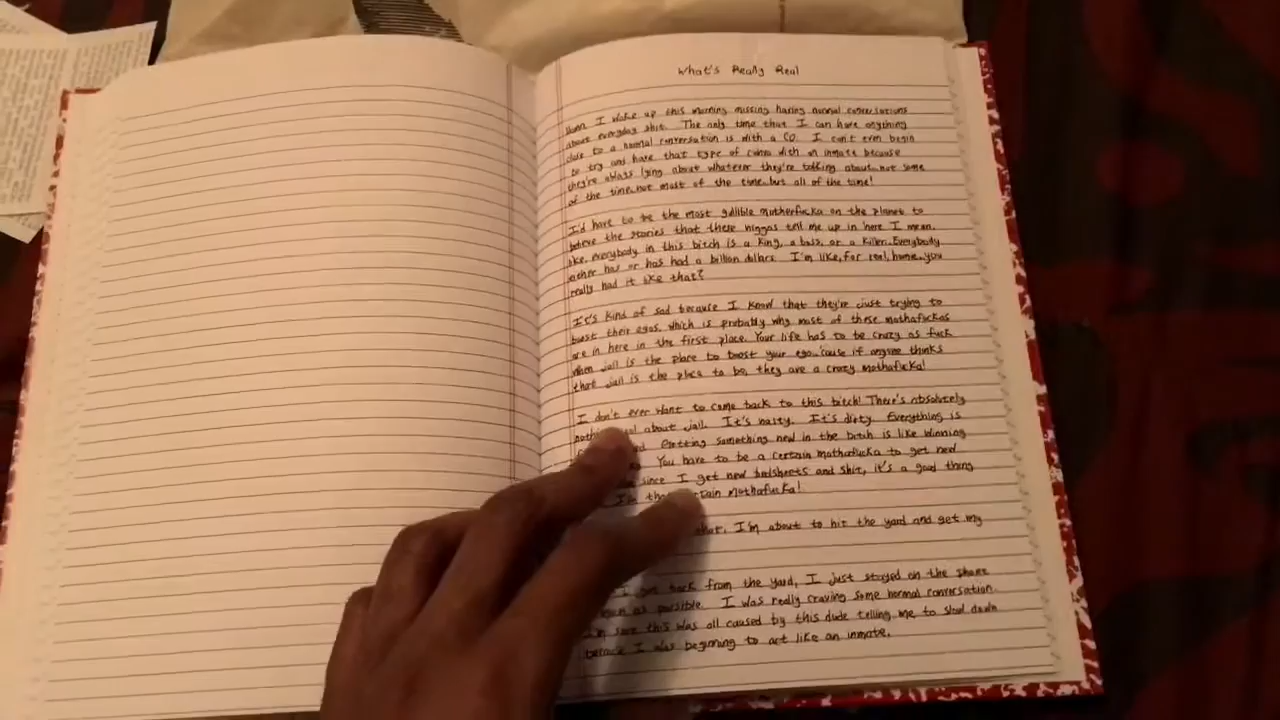 What's Really Real
Damn I woke up this morning missing having normal conversations
about everyday shit. The only time that I can have anything
close to a normal conversation is with a CO. I can't even begin
to try and have that type of convo with an inmate because
they're always lying about whatever they're talking about..not some
of the time..not most of the time..but all of the time!
I'd have to be the most gullible mutherfucka on the planet to
believe the stories that these niggas tell me up in here I mean,
like, everybody in this bitch is a King, a boss, or a Killer. Everybody
either has or has had a billion dollars. I'm like, for real, homie..you
really had it like that?
It's kind of sad because I know that they're just trying to
boost their egos, which is probably why most of these mothafuckas
are in here in the first place. Your life has to be crazy as fuck
when jail is the place to boost your ego..'cause if anyone thinks
that jail is the place to be, they are a crazy mothafucka!
I don't ever want to come back to this bitch! There's absolutely
about jail. It's nasty. It's dirty. Everything is
Getting something new in the bitch is like winning
You have to be a certain mothafucka to get new
since I get new bedsheets and shit, it's a good thing
I'm tha certain mothafucka!
I'm about to hit the yard and get my
back from the yard, I just stayed on the phone
as possible. I was really craving some normal conversation.
I'm sure this was all caused by this dude telling me to slow down
because I was beginning to act like an inmate.